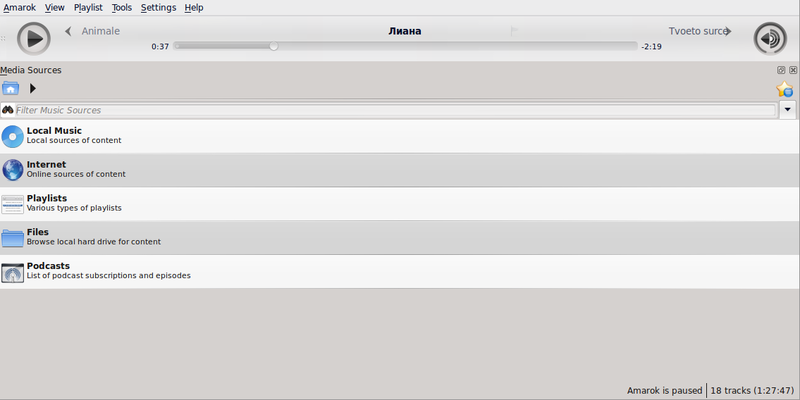 Amarok View Playlist Tools Settings Help
Animale Лиана Tvoeto surce
0:37 -2:19
Media Sources
Filter Music Sources
Local Music
Local sources of content
Internet
Online sources of content
Playlists
Various types of playlists
Files
Browse local hard drive for content
Podcasts
List of podcast subscriptions and episodes
Amarok is paused 18 tracks (1:27:47)